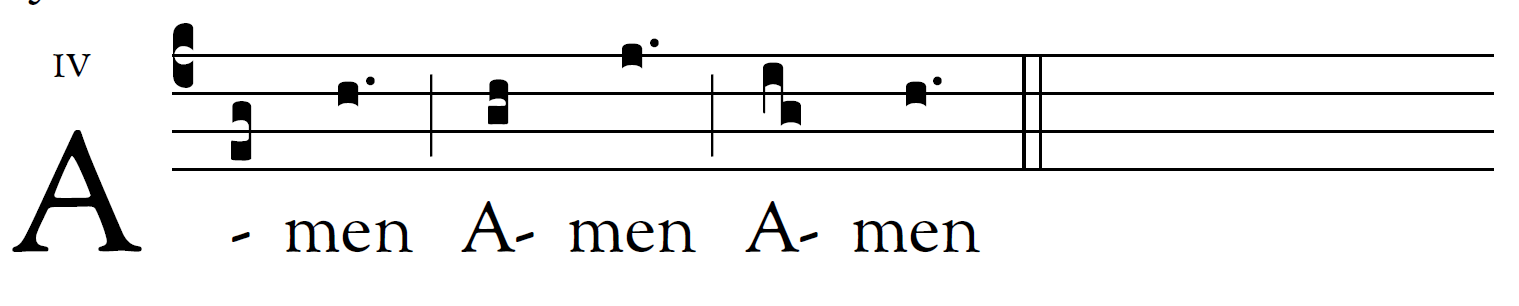 IV
A - men A- men A- men